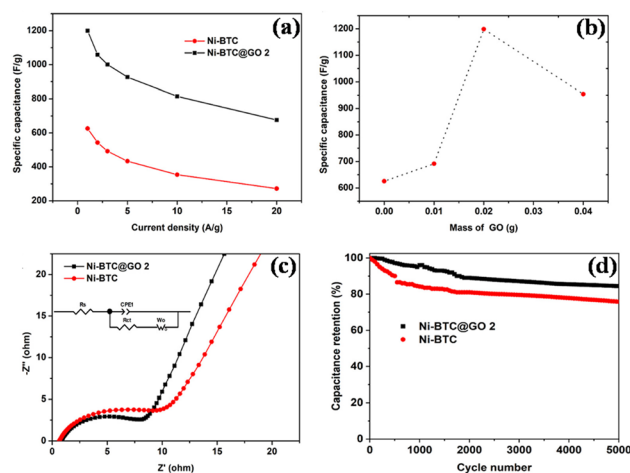 (a)
Ni-BTC
Ni-BTC@GO 2
Specific capacitance (F/g)
1200
1000
800
600
400
200
0 5 10 15 20
Current density (A/g)
(b)
Specific capacitance (F/g)
1200
1100
1000
900
800
700
600
0.00 0.01 0.02 0.03 0.04
Mass of GO (g)
(c)
Ni-BTC@GO 2
Ni-BTC
Rs CPE1
Rct Wo
-Z'' (ohm)
-25
-20
-15
-10
-5
0
0 5 10 15 20
Z' (ohm)
(d)
Ni-BTC@GO 2
Ni-BTC
Capacitance retention (%)
100
80
60
40
20
0
0 1000 2000 3000 4000 5000
Cycle number